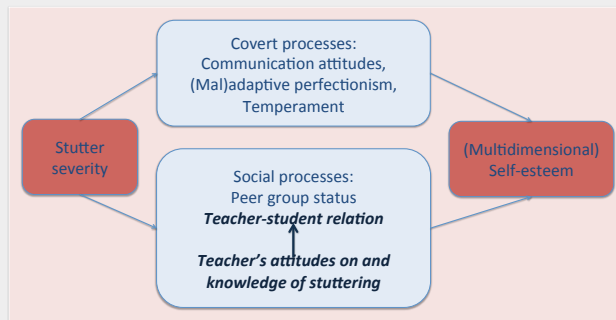 Covert processes:
Communication attitudes,
(Mal)adaptive perfectionism,
Temperament
Stutter
severity
(Multidimensional)
Self-esteem
Social processes:
Peer group status
Teacher-student relation
Teacher's attitudes on and
knowledge of stuttering